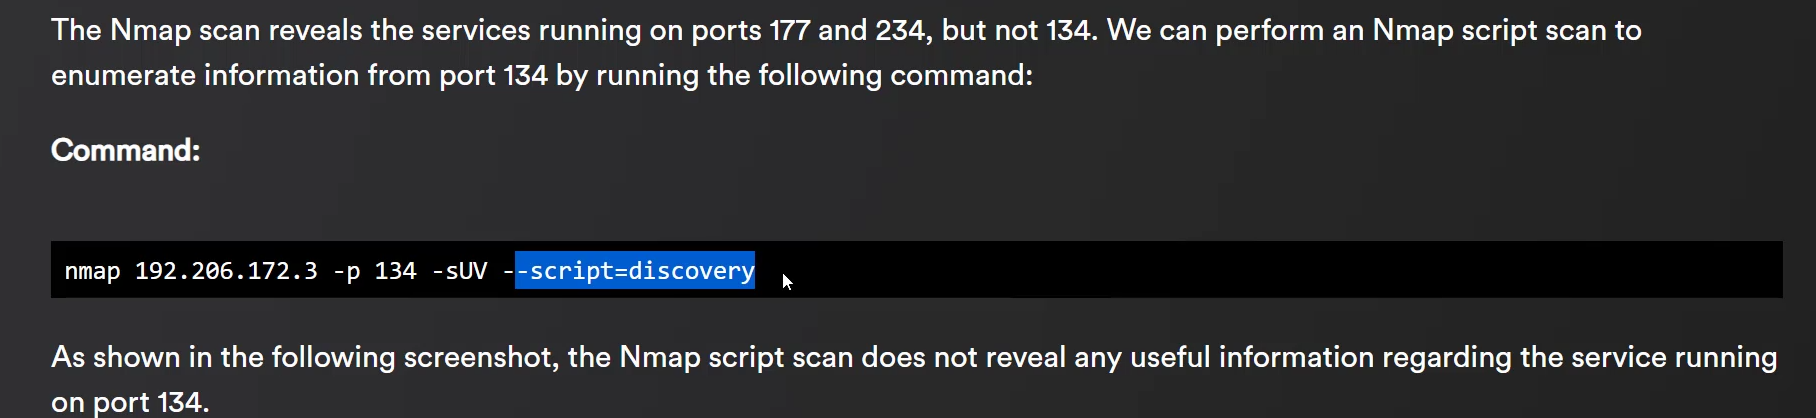 The Nmap scan reveals the services running on ports 177 and 234, but not 134. We can perform an Nmap script scan to
enumerate information from port 134 by running the following command:
Command:
nmap 192.206.172.3 -p 134 -sUV --script=discovery
As shown in the following screenshot, the Nmap script scan does not reveal any useful information regarding the service running
on port 134.